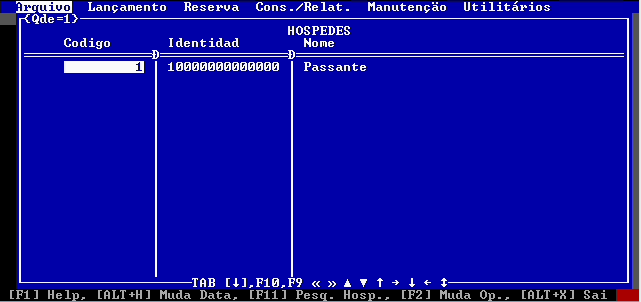 Arquivo Lançamento Reserva Cons./Relat. Manutenção Utilitários
{Qde=1}
HOSPEDES
Codigo Identidad Nome
Ð Ð
1 10000000000000 Passante
TAB [↓],F10,F9 « » ▲ ▼ ↑ → ↓ ← ↕
[F1] Help, [ALT+H] Muda Data, [F11] Pesq. Hosp., [F2] Muda Op., [ALT+X] Sai